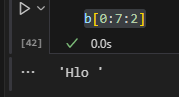 b[0:7:2]
[42]
0.0s
... 'Hlo '